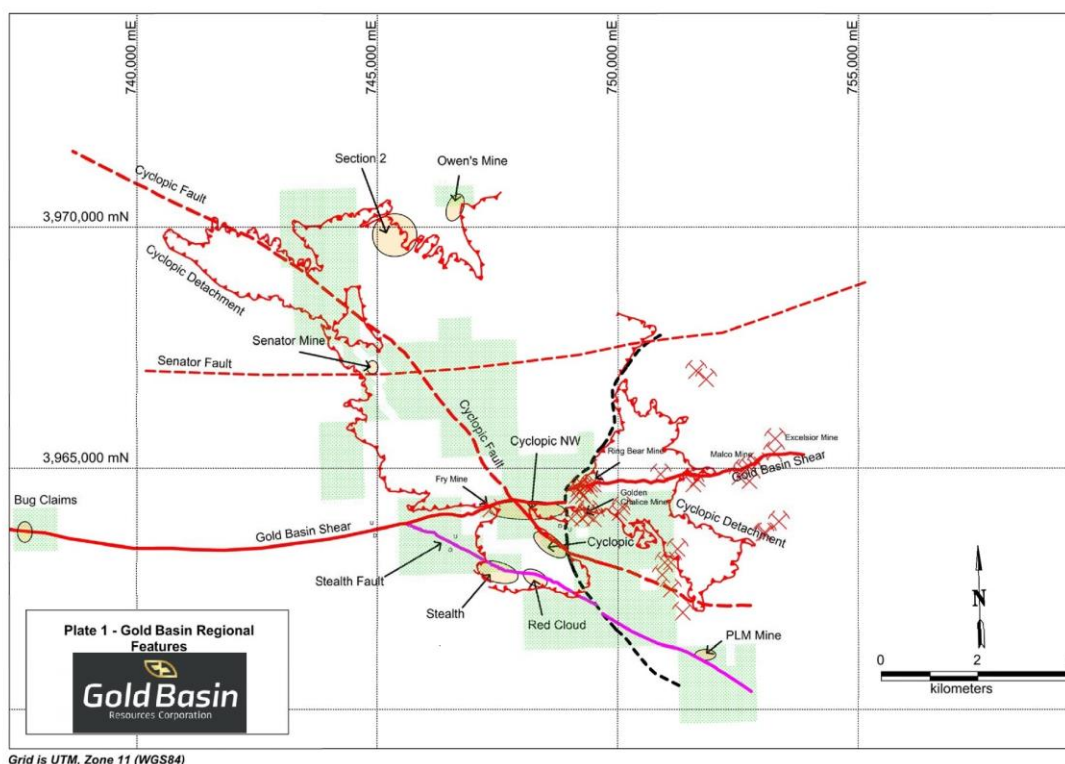 740,000 mE
745,000 mE
750,000 mE
755,000 mE
Section 2
Owen's Mine
Cyclopic Fault
3,970,000 mN
Cyclopic Detachment
Senator Mine
Senator Fault
Cyclopic Fault
Cyclopic NW
Ring Bear Mine
Excelsior Mine
Malco Mine
3,965,000 mN
Gold Basin Shear
Fry Mine
Golden
Chalice Mine
Bug Claims
Gold Basin Shear
Cyclopic Detachment
Cyclopic
Stealth Fault
Stealth
Red Cloud
PLM Mine
N
0 2
kilometers
Plate 1 - Gold Basin Regional
Features
Gold Basin
Resources Corporation
Grid is UTM, Zone 11 (WGS84)